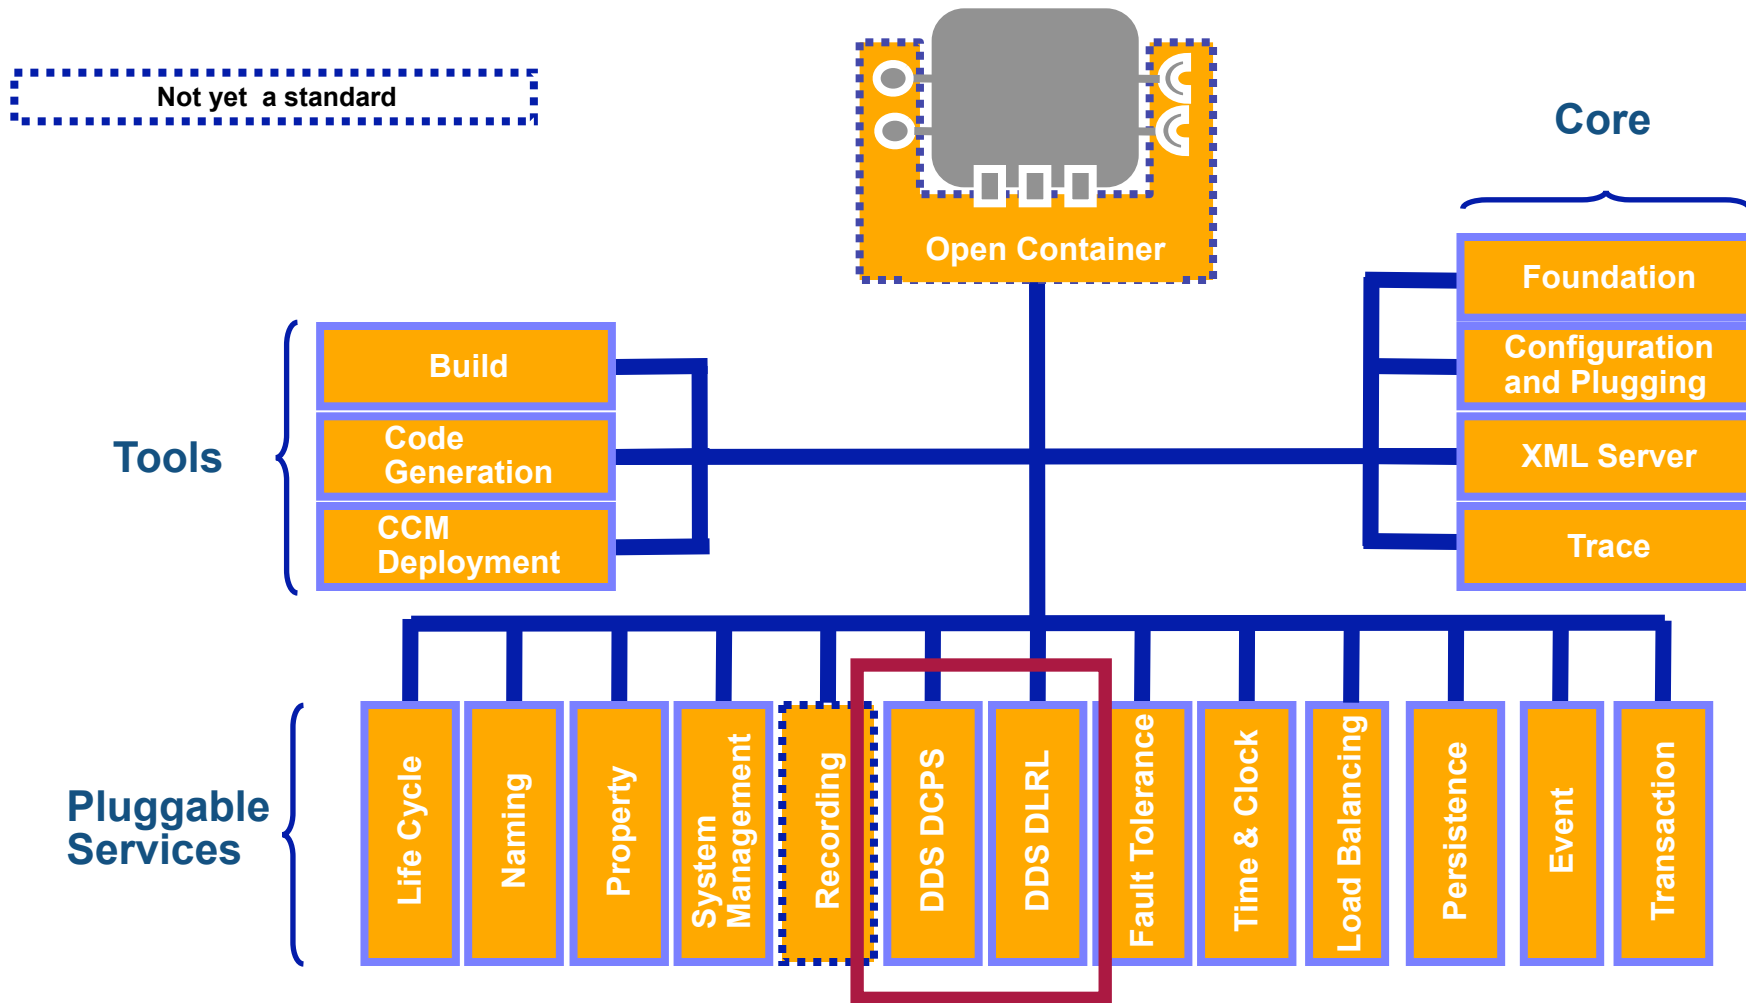 Not yet a standard
Open Container
Core
Foundation
Configuration
and Plugging
XML Server
Trace
Tools
Build
Code
Generation
CCM
Deployment
Pluggable
Services
Life Cycle
Naming
Property
System
Management
Recording
DDS DCPS
DDS DLRL
Fault Tolerance
Time & Clock
Load Balancing
Persistence
Event
Transaction